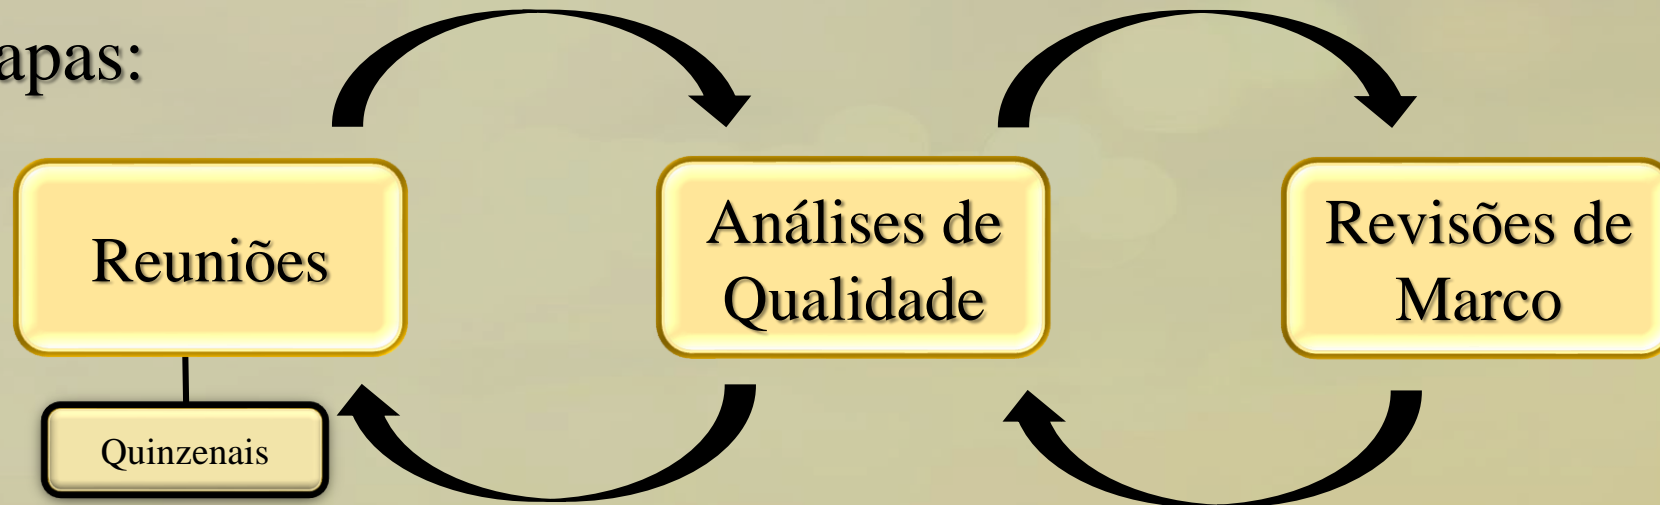 apas:
Reuniões
Análises de
Qualidade
Revisões de
Marco
Quinzenais